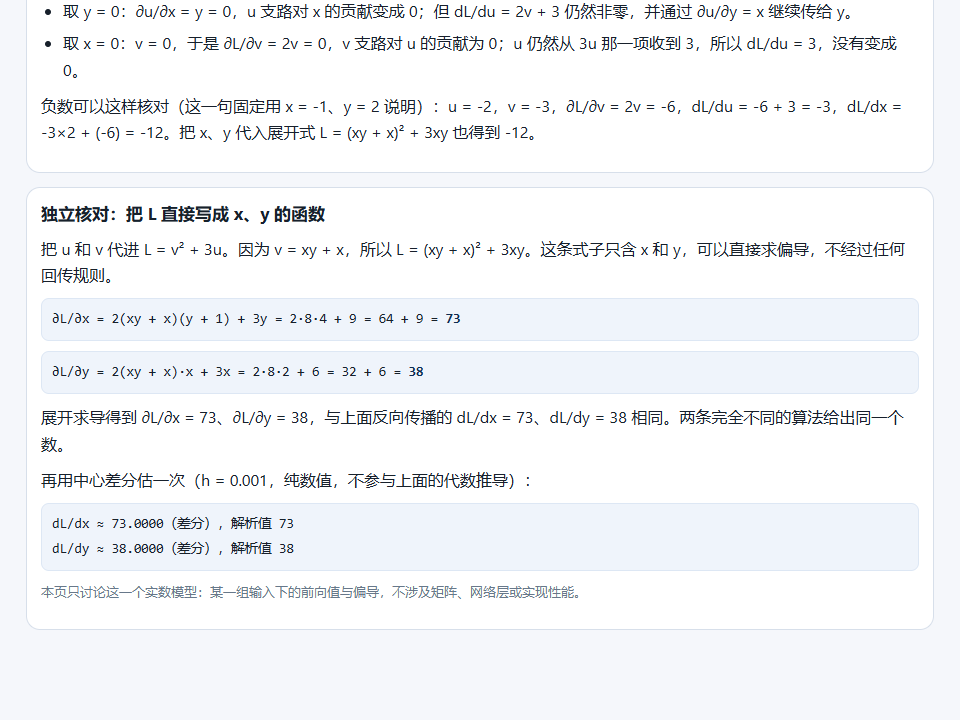 • 取 y = 0：∂u/∂x = y = 0，u 支路对 x 的贡献变成 0；但 dL/du = 2v + 3 仍然非零，并通过 ∂u/∂y = x 继续传给 y。
• 取 x = 0：v = 0，于是 ∂L/∂v = 2v = 0，v 支路对 u 的贡献为 0；u 仍然从 3u 那一项收到 3，所以 dL/du = 3，没有变成
0。
负数可以这样核对（这一句固定用 x = -1、y = 2 说明）：u = -2，v = -3，∂L/∂v = 2v = -6，dL/du = -6 + 3 = -3，dL/dx =
-3×2 + (-6) = -12。把 x、y 代入展开式 L = (xy + x)² + 3xy 也得到 -12。
独立核对：把 L 直接写成 x、y 的函数
把 u 和 v 代进 L = v² + 3u。因为 v = xy + x，所以 L = (xy + x)² + 3xy。这条式子只含 x 和 y，可以直接求偏导，不经过任何
回传规则。
∂L/∂x = 2(xy + x)(y + 1) + 3y = 2·8·4 + 9 = 64 + 9 = 73
∂L/∂y = 2(xy + x)·x + 3x = 2·8·2 + 6 = 32 + 6 = 38
展开求导得到 ∂L/∂x = 73、∂L/∂y = 38，与上面反向传播的 dL/dx = 73、dL/dy = 38 相同。两条完全不同的算法给出同一个
数。
再用中心差分估一次（h = 0.001，纯数值，不参与上面的代数推导）：
dL/dx ≈ 73.0000（差分），解析值 73
dL/dy ≈ 38.0000（差分），解析值 38
本页只讨论这一个实数模型：某一组输入下的前向值与偏导，不涉及矩阵、网络层或实现性能。